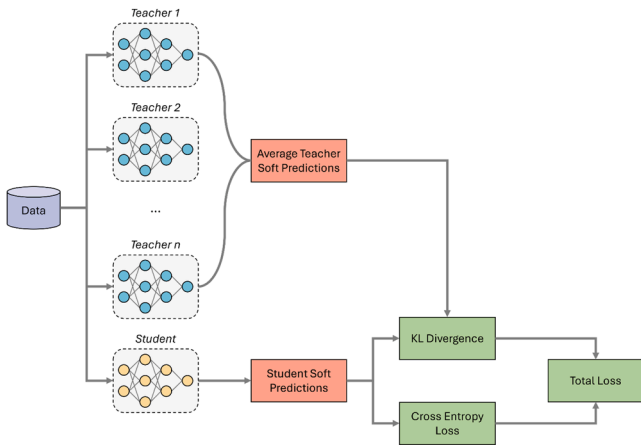 Teacher 1
Teacher 2
...
Teacher n
Student
Data
Average Teacher
Soft Predictions
Student Soft
Predictions
KL Divergence
Cross Entropy
Loss
Total Loss